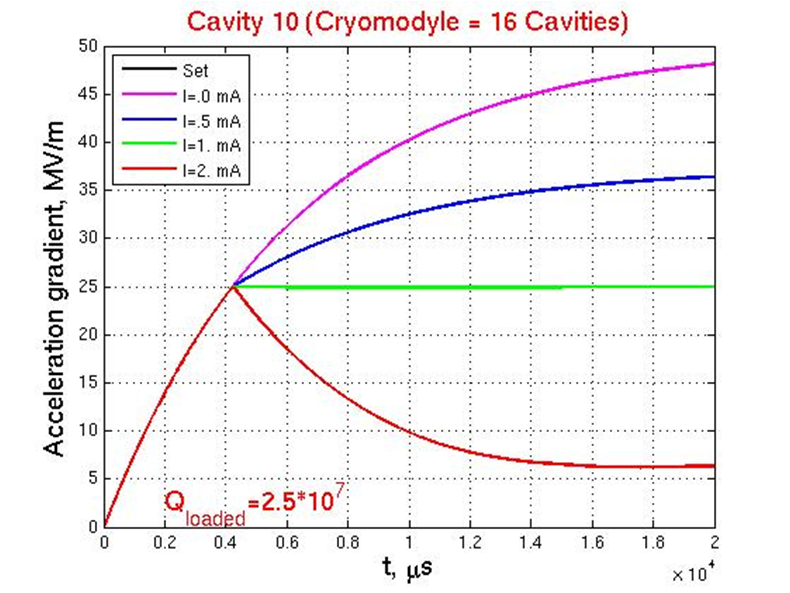 Cavity 10 (Cryomodyle = 16 Cavities)
Acceleration gradient, MV/m
50
45
40
35
30
25
20
15
10
5
0
Set
I=.0 mA
I=.5 mA
I=1. mA
I=2. mA
Q_loaded=2.5*10^7
0 0.2 0.4 0.6 0.8 1 1.2 1.4 1.6 1.8 2
t, μs
×10^4